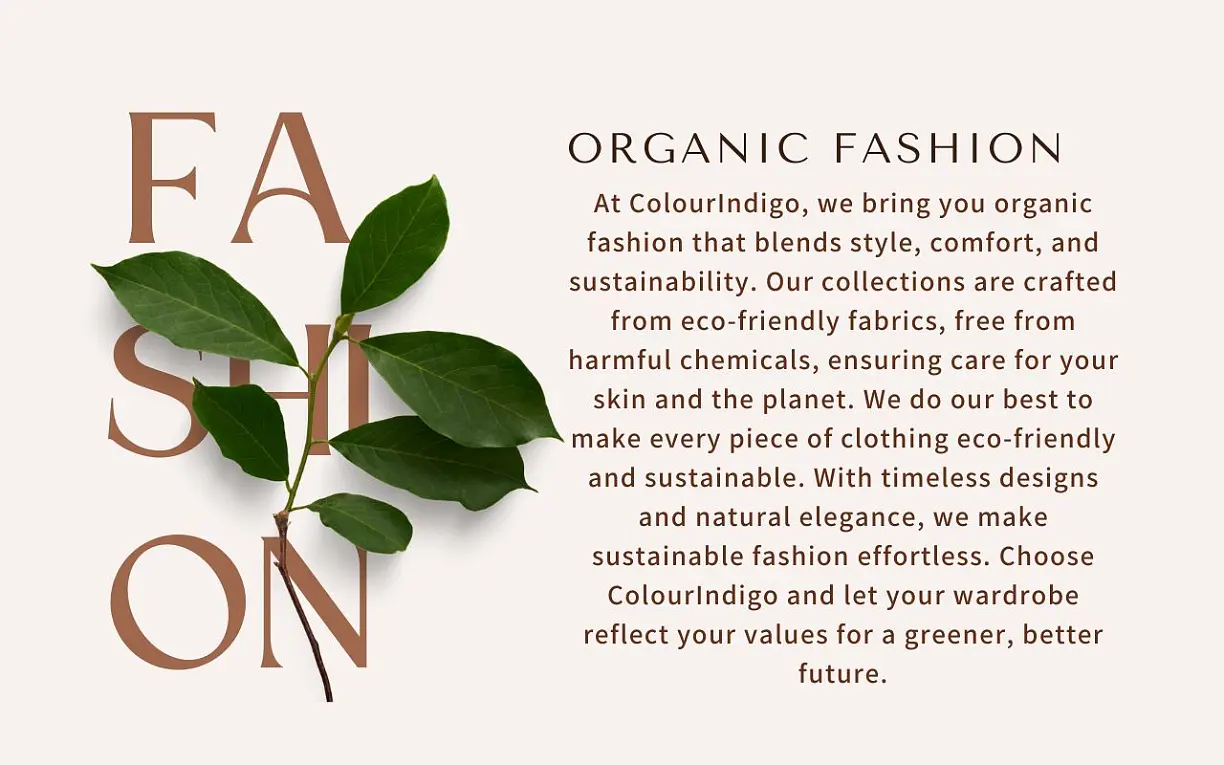 FA
SHI
ON
ORGANIC FASHION
At ColourIndigo, we bring you organic
fashion that blends style, comfort, and
sustainability. Our collections are crafted
from eco-friendly fabrics, free from
harmful chemicals, ensuring care for your
skin and the planet. We do our best to
make every piece of clothing eco-friendly
and sustainable. With timeless designs
and natural elegance, we make
sustainable fashion effortless. Choose
ColourIndigo and let your wardrobe
reflect your values for a greener, better
future.